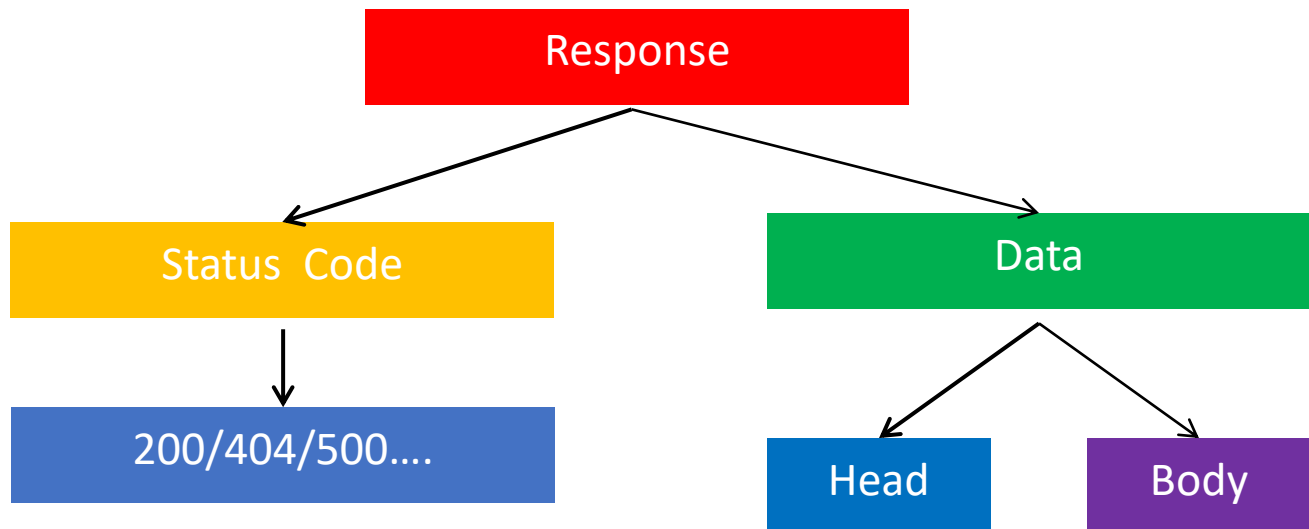 Response
Status  Code
Data
200/404/500....
Head
Body